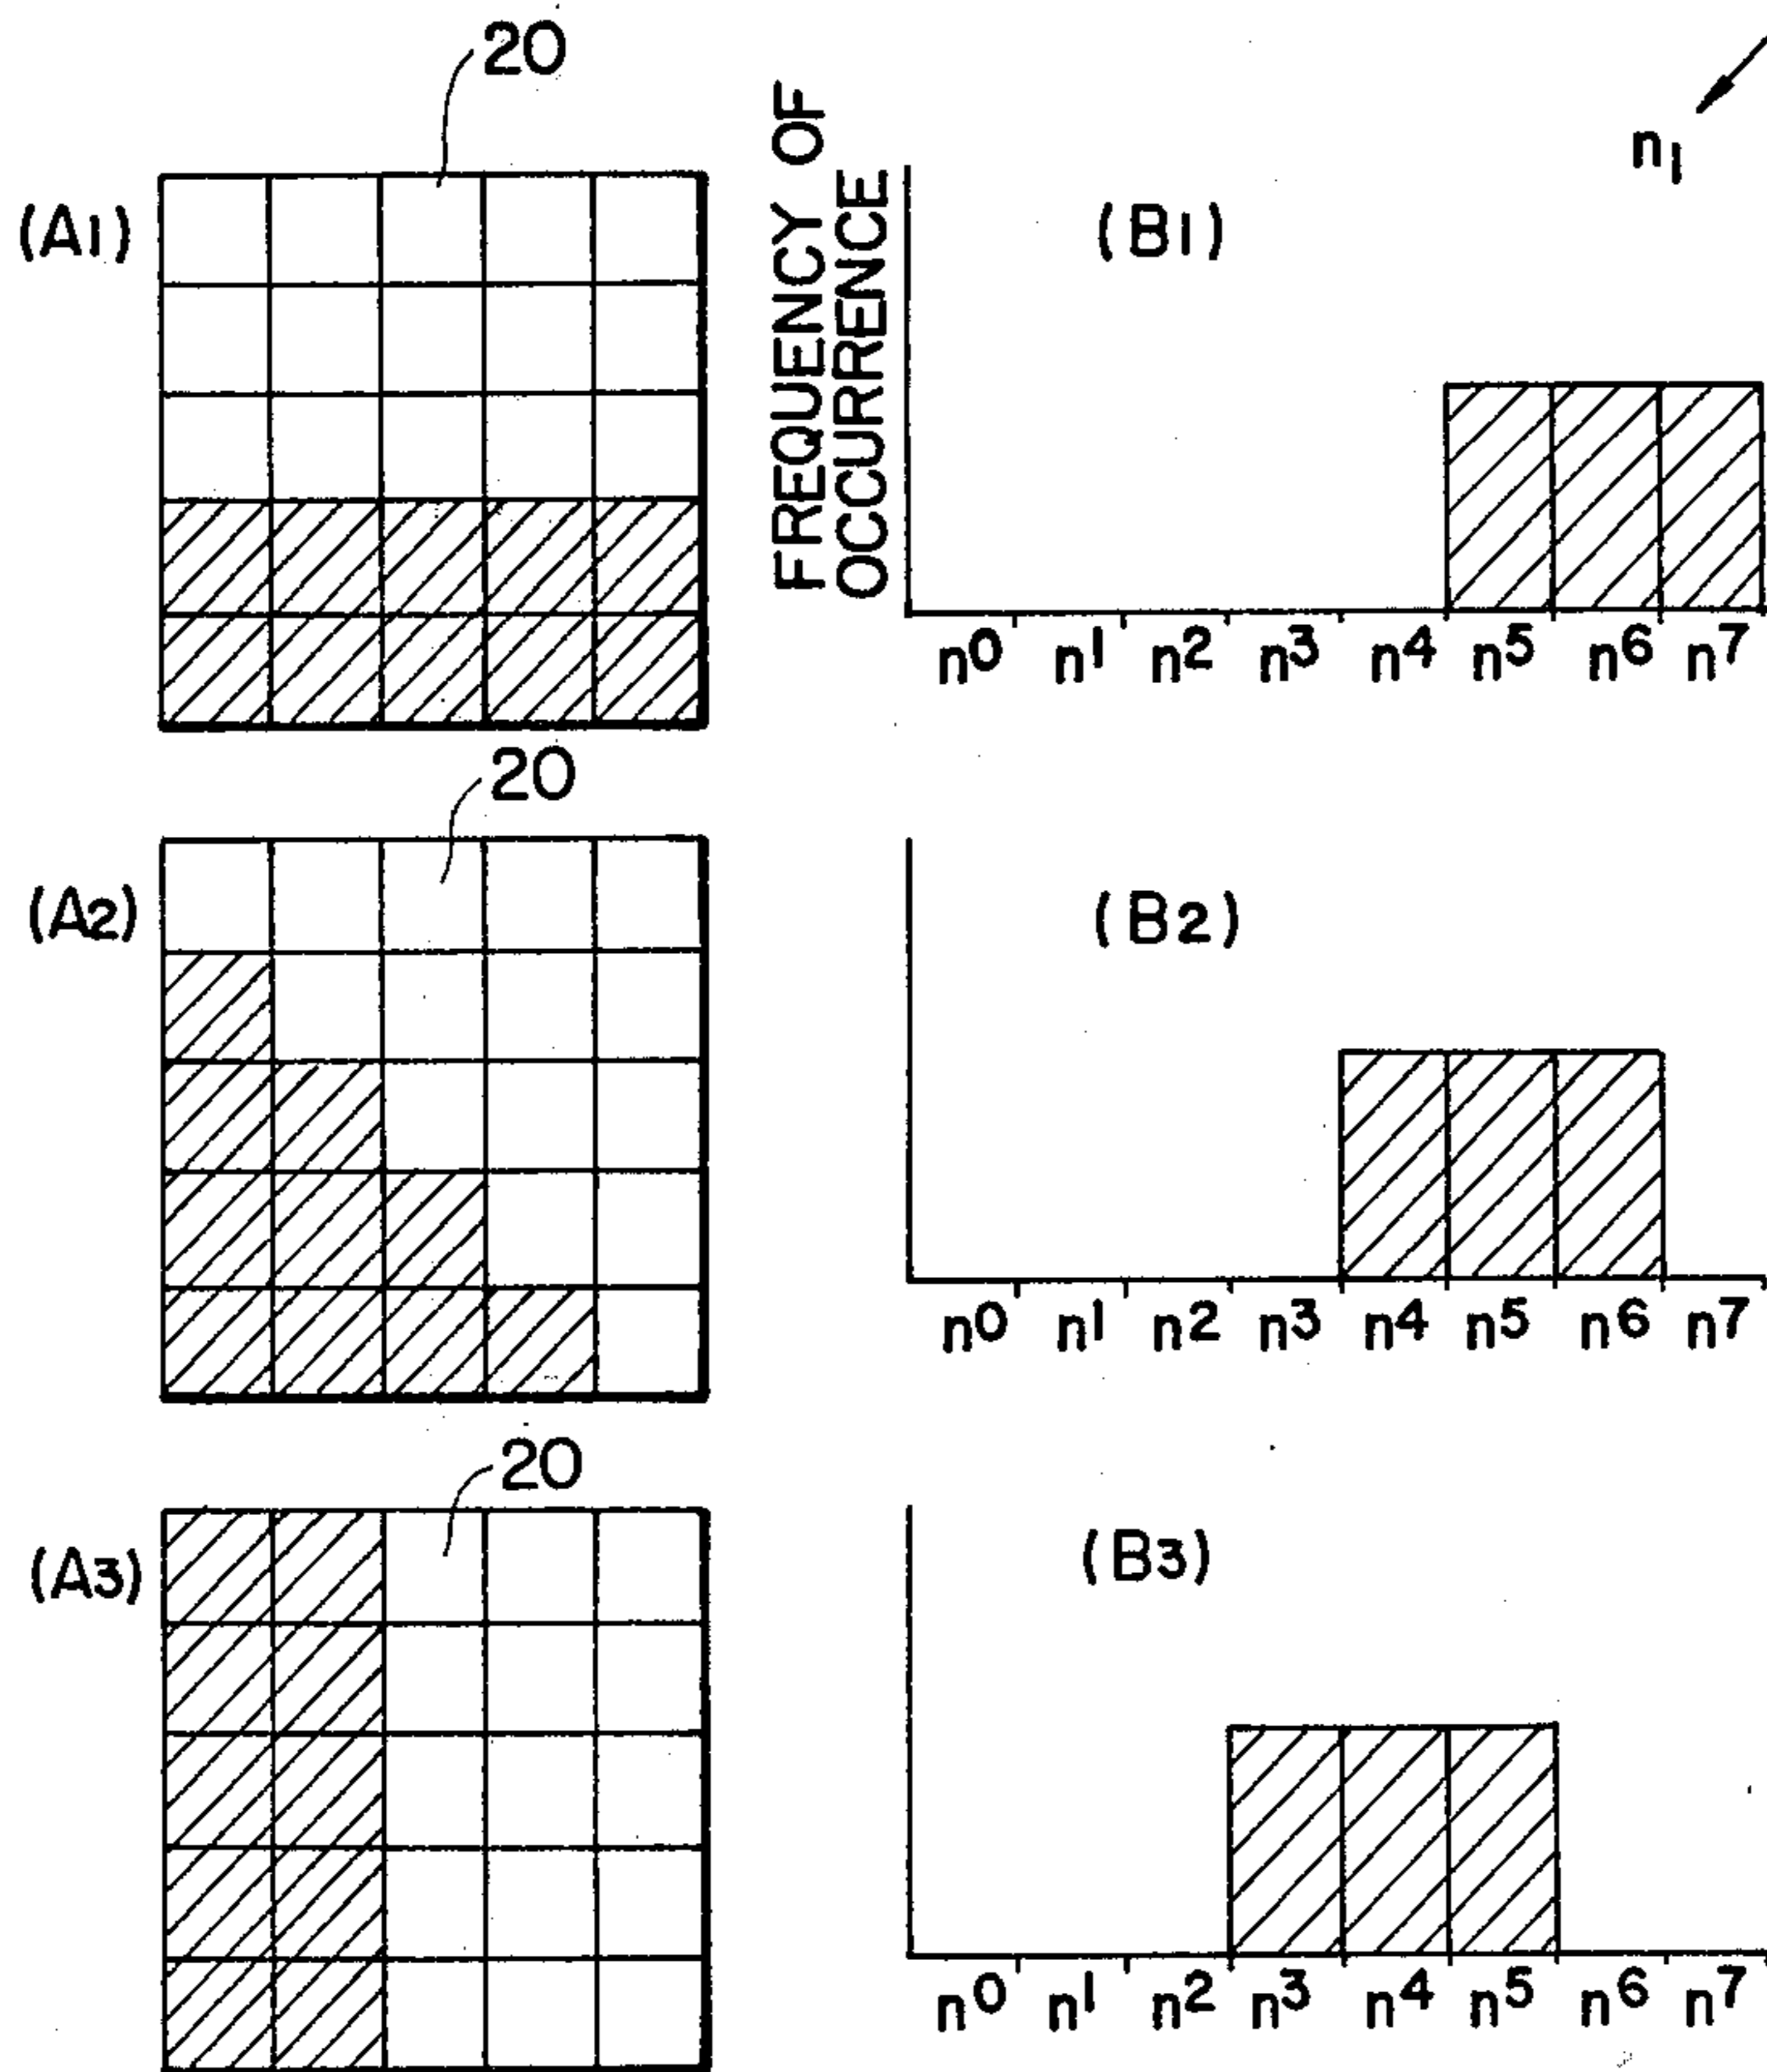 20
n1
(A1)
FREQUENCY OF
OCCURRENCE
(B1)
n0 n1 n2 n3 n4 n5 n6 n7
20
(A2)
(B2)
n0 n1 n2 n3 n4 n5 n6 n7
20
(A3)
(B3)
n0 n1 n2 n3 n4 n5 n6 n7